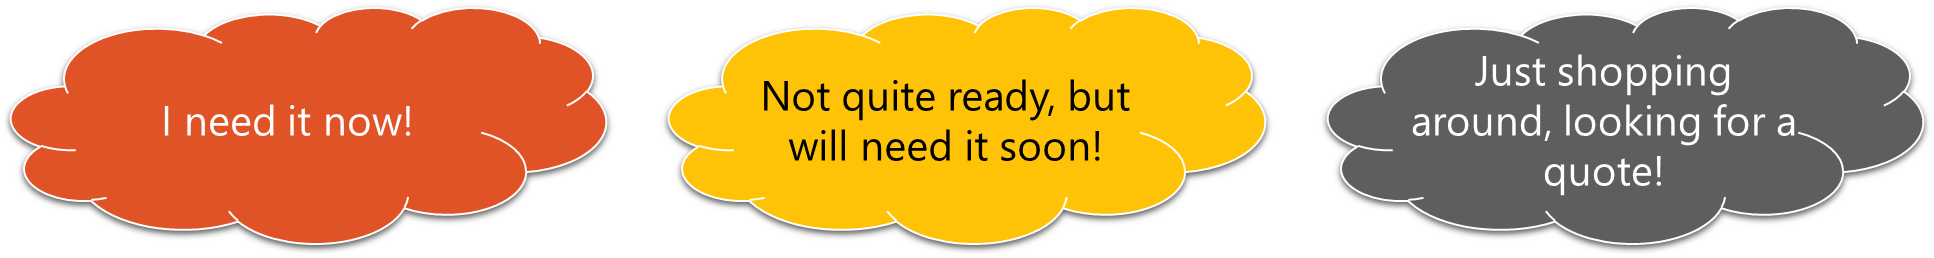 I need it now!
Not quite ready, but
will need it soon!
Just shopping
around, looking for a
quote!